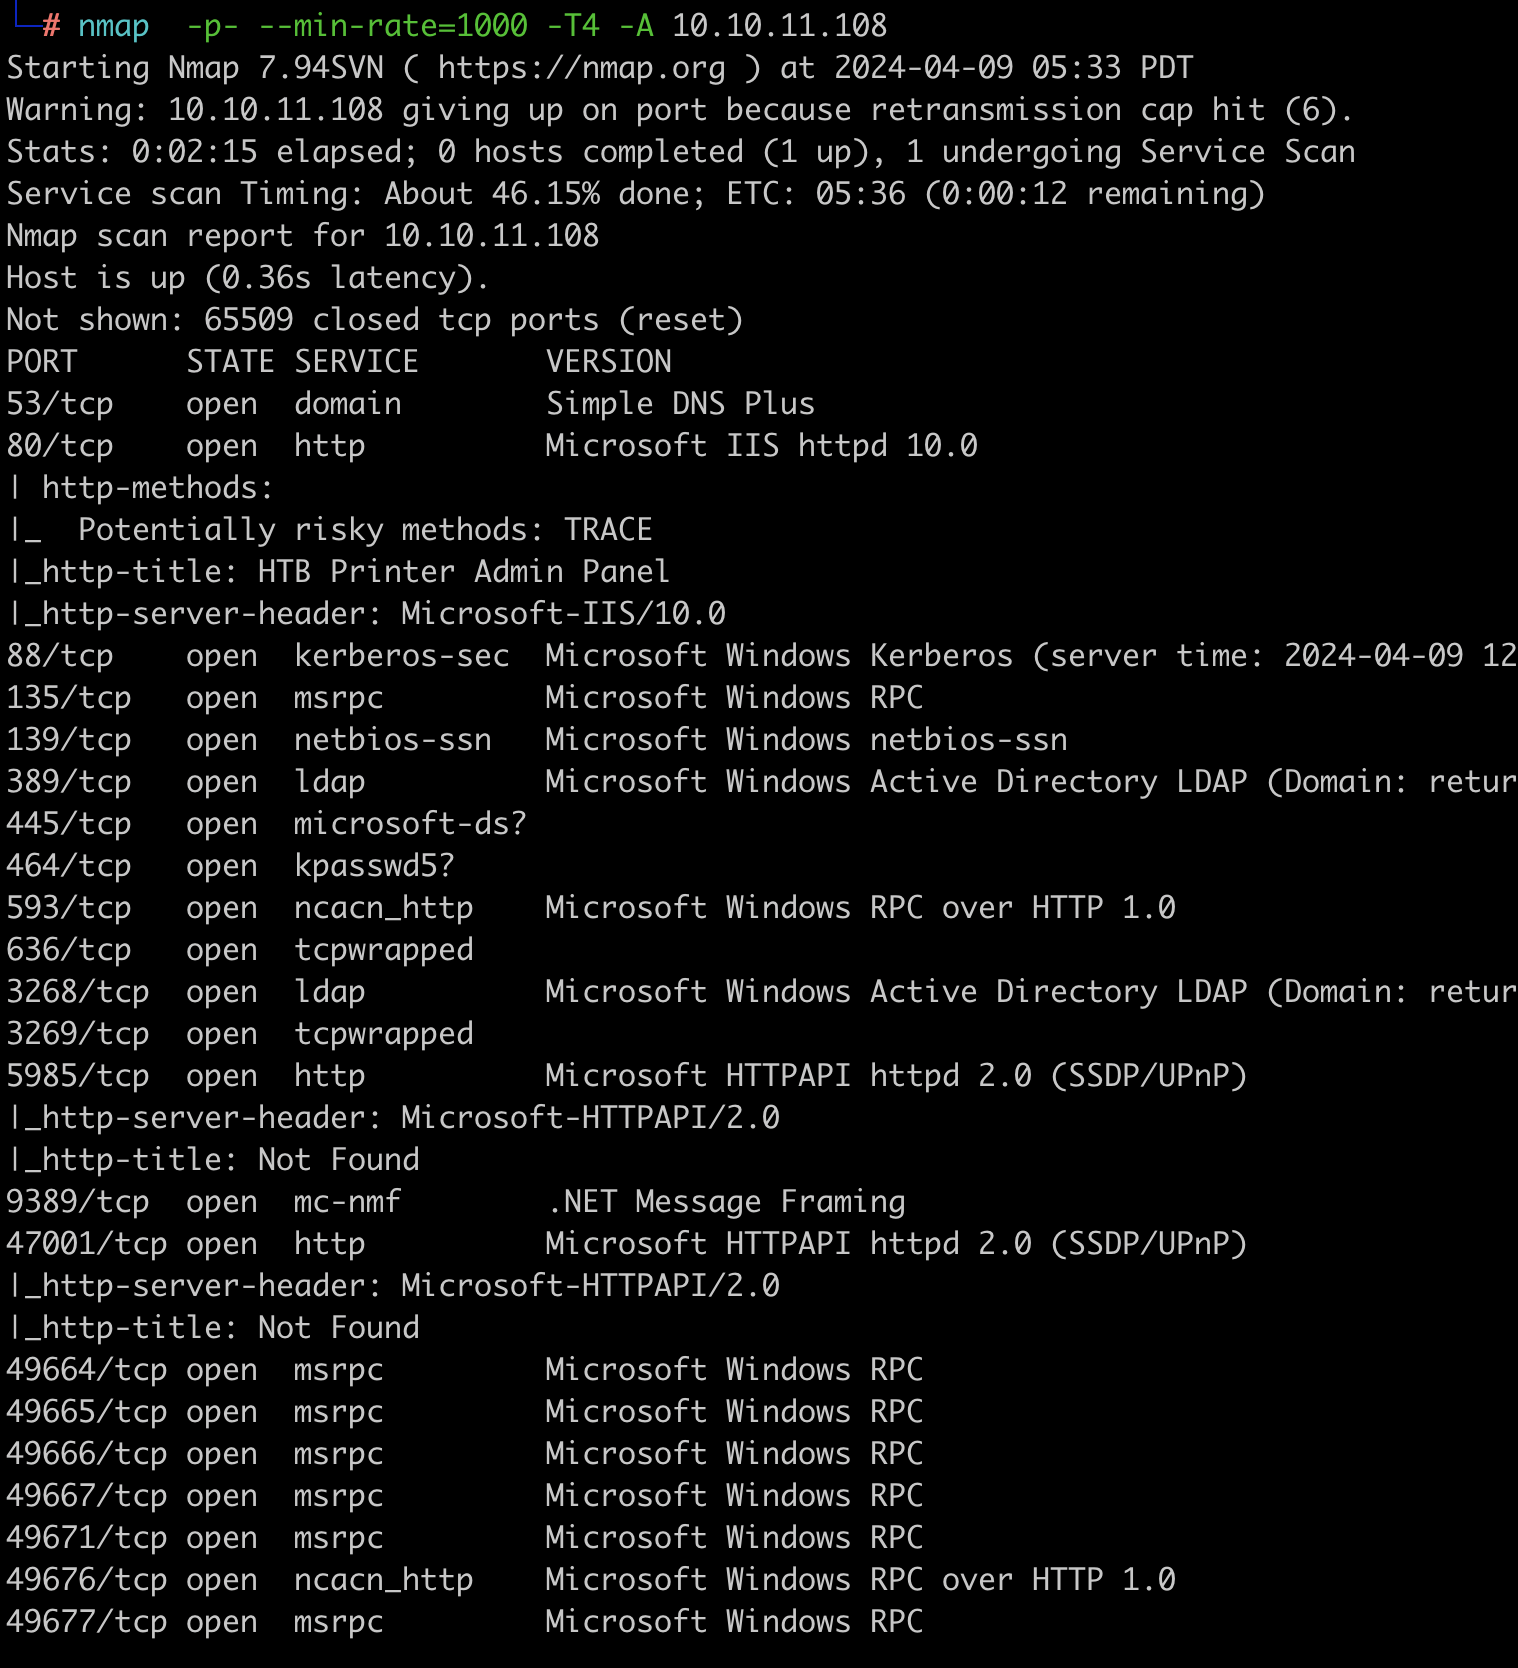 # nmap  -p- --min-rate=1000 -T4 -A 10.10.11.108
Starting Nmap 7.94SVN ( https://nmap.org ) at 2024-04-09 05:33 PDT
Warning: 10.10.11.108 giving up on port because retransmission cap hit (6).
Stats: 0:02:15 elapsed; 0 hosts completed (1 up), 1 undergoing Service Scan
Service scan Timing: About 46.15% done; ETC: 05:36 (0:00:12 remaining)
Nmap scan report for 10.10.11.108
Host is up (0.36s latency).
Not shown: 65509 closed tcp ports (reset)
PORT      STATE SERVICE       VERSION
53/tcp    open  domain        Simple DNS Plus
80/tcp    open  http          Microsoft IIS httpd 10.0
| http-methods:
|_  Potentially risky methods: TRACE
|_http-title: HTB Printer Admin Panel
|_http-server-header: Microsoft-IIS/10.0
88/tcp    open  kerberos-sec  Microsoft Windows Kerberos (server time: 2024-04-09 12
135/tcp   open  msrpc         Microsoft Windows RPC
139/tcp   open  netbios-ssn   Microsoft Windows netbios-ssn
389/tcp   open  ldap          Microsoft Windows Active Directory LDAP (Domain: retur
445/tcp   open  microsoft-ds?
464/tcp   open  kpasswd5?
593/tcp   open  ncacn_http    Microsoft Windows RPC over HTTP 1.0
636/tcp   open  tcpwrapped
3268/tcp  open  ldap          Microsoft Windows Active Directory LDAP (Domain: retur
3269/tcp  open  tcpwrapped
5985/tcp  open  http          Microsoft HTTPAPI httpd 2.0 (SSDP/UPnP)
|_http-server-header: Microsoft-HTTPAPI/2.0
|_http-title: Not Found
9389/tcp  open  mc-nmf        .NET Message Framing
47001/tcp open  http          Microsoft HTTPAPI httpd 2.0 (SSDP/UPnP)
|_http-server-header: Microsoft-HTTPAPI/2.0
|_http-title: Not Found
49664/tcp open  msrpc         Microsoft Windows RPC
49665/tcp open  msrpc         Microsoft Windows RPC
49666/tcp open  msrpc         Microsoft Windows RPC
49667/tcp open  msrpc         Microsoft Windows RPC
49671/tcp open  msrpc         Microsoft Windows RPC
49676/tcp open  ncacn_http    Microsoft Windows RPC over HTTP 1.0
49677/tcp open  msrpc         Microsoft Windows RPC